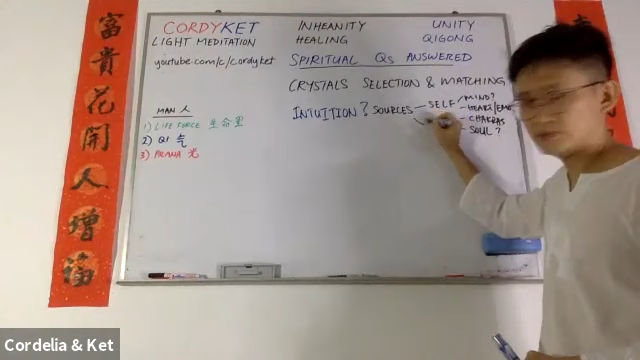 CORDYKET
LIGHT MEDITATION
youtube.com/c/cordyket
INHEANITY
HEALING
UNITY
QIGONG
SPIRITUAL QS ANSWERED
CRYSTALS SELECTION & MATCHING
INTUITION? SOURCES
SELF
MIND?
CHAKRAS
SOUL?
MAN 人
1) LIFE FORCE 生命里
2) QI 气
3) PRANA 光
富貴花開人增福
Cordelia & Ket